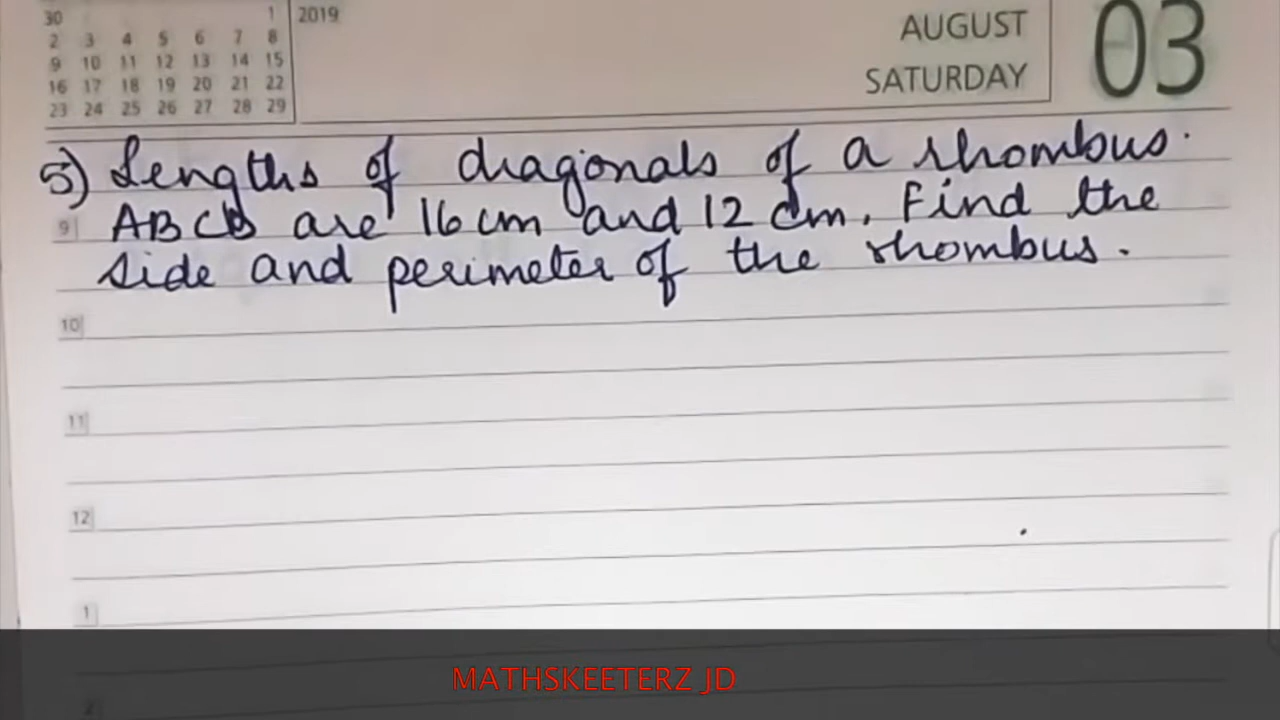 30 1 2019
2 3 4 5 6 7 8
9 10 11 12 13 14 15
16 17 18 19 20 21 22
23 24 25 26 27 28 29
AUGUST
SATURDAY
03
5) Lengths of diagonals of a rhombus
9 ABCD are 16 cm and 12 cm. Find the
side and perimeter of the rhombus.
10
11
12
1
2
MATHSKEETERZ JD